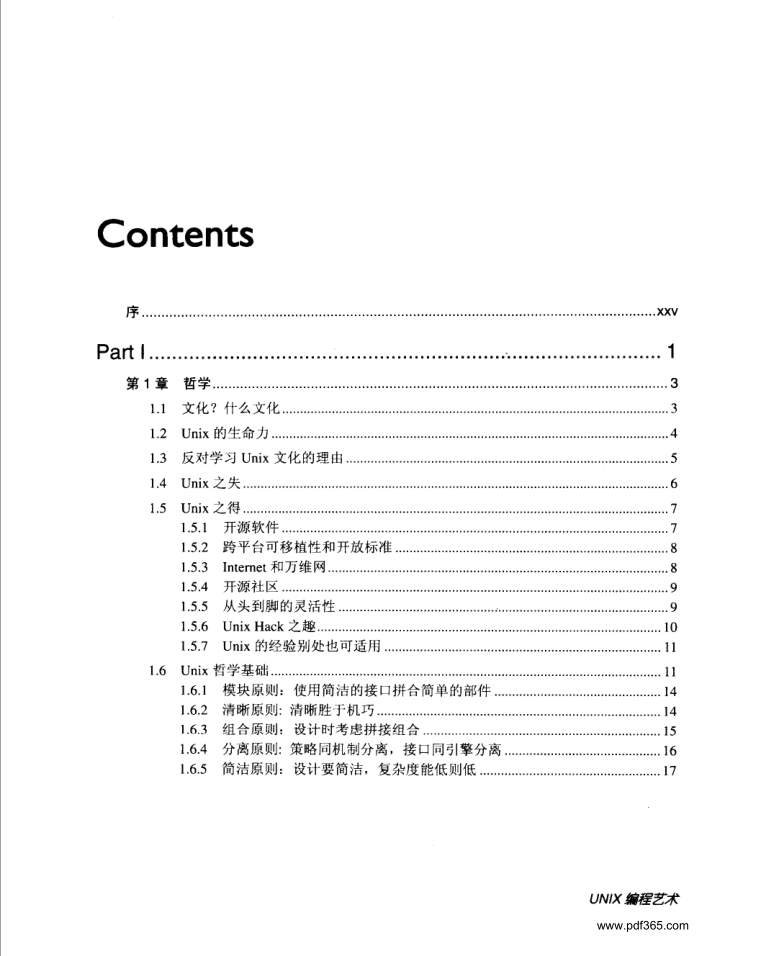 Contents
序 xxv
Part I 1
第 1 章 哲学 3
1.1 文化？什么文化 3
1.2 Unix 的生命力 4
1.3 反对学习 Unix 文化的理由 5
1.4 Unix 之失 6
1.5 Unix 之得 7
1.5.1 开源软件 7
1.5.2 跨平台可移植性和开放标准 8
1.5.3 Internet 和万维网 8
1.5.4 开源社区 9
1.5.5 从头到脚的灵活性 9
1.5.6 Unix Hack 之趣 10
1.5.7 Unix 的经验别处也可适用 11
1.6 Unix 哲学基础 11
1.6.1 模块原则：使用简洁的接口拼合简单的部件 14
1.6.2 清晰原则: 清晰胜于机巧 14
1.6.3 组合原则：设计时考虑拼接组合 15
1.6.4 分离原则: 策略同机制分离，接口同引擎分离 16
1.6.5 简洁原则：设计要简洁，复杂度能低则低 17
UNIX 编程艺术
www.pdf365.com